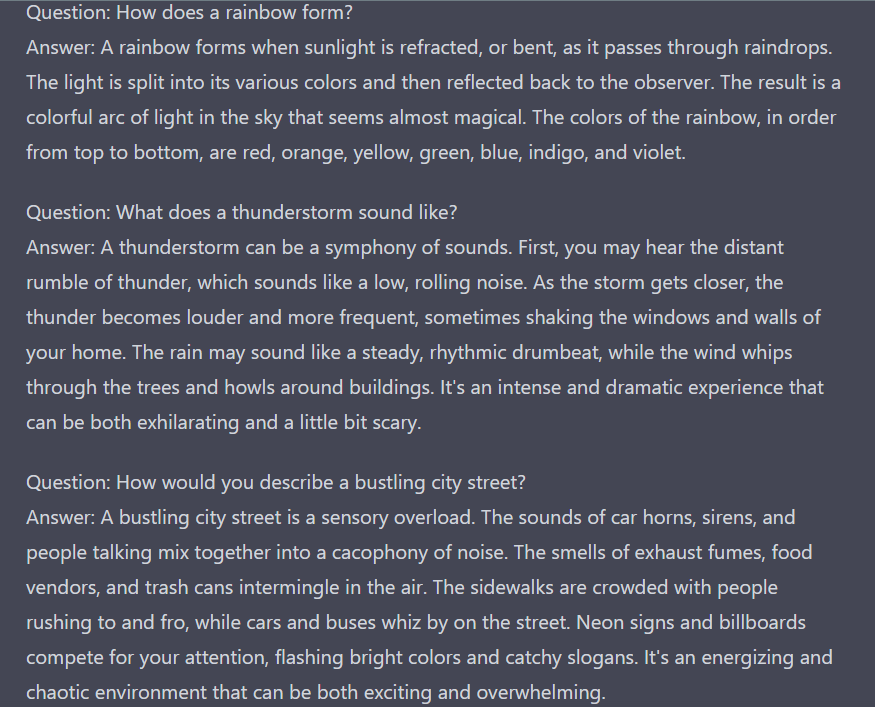 Question: How does a rainbow form?
Answer: A rainbow forms when sunlight is refracted, or bent, as it passes through raindrops.
The light is split into its various colors and then reflected back to the observer. The result is a
colorful arc of light in the sky that seems almost magical. The colors of the rainbow, in order
from top to bottom, are red, orange, yellow, green, blue, indigo, and violet.
Question: What does a thunderstorm sound like?
Answer: A thunderstorm can be a symphony of sounds. First, you may hear the distant
rumble of thunder, which sounds like a low, rolling noise. As the storm gets closer, the
thunder becomes louder and more frequent, sometimes shaking the windows and walls of
your home. The rain may sound like a steady, rhythmic drumbeat, while the wind whips
through the trees and howls around buildings. It's an intense and dramatic experience that
can be both exhilarating and a little bit scary.
Question: How would you describe a bustling city street?
Answer: A bustling city street is a sensory overload. The sounds of car horns, sirens, and
people talking mix together into a cacophony of noise. The smells of exhaust fumes, food
vendors, and trash cans intermingle in the air. The sidewalks are crowded with people
rushing to and fro, while cars and buses whiz by on the street. Neon signs and billboards
compete for your attention, flashing bright colors and catchy slogans. It's an energizing and
chaotic environment that can be both exciting and overwhelming.